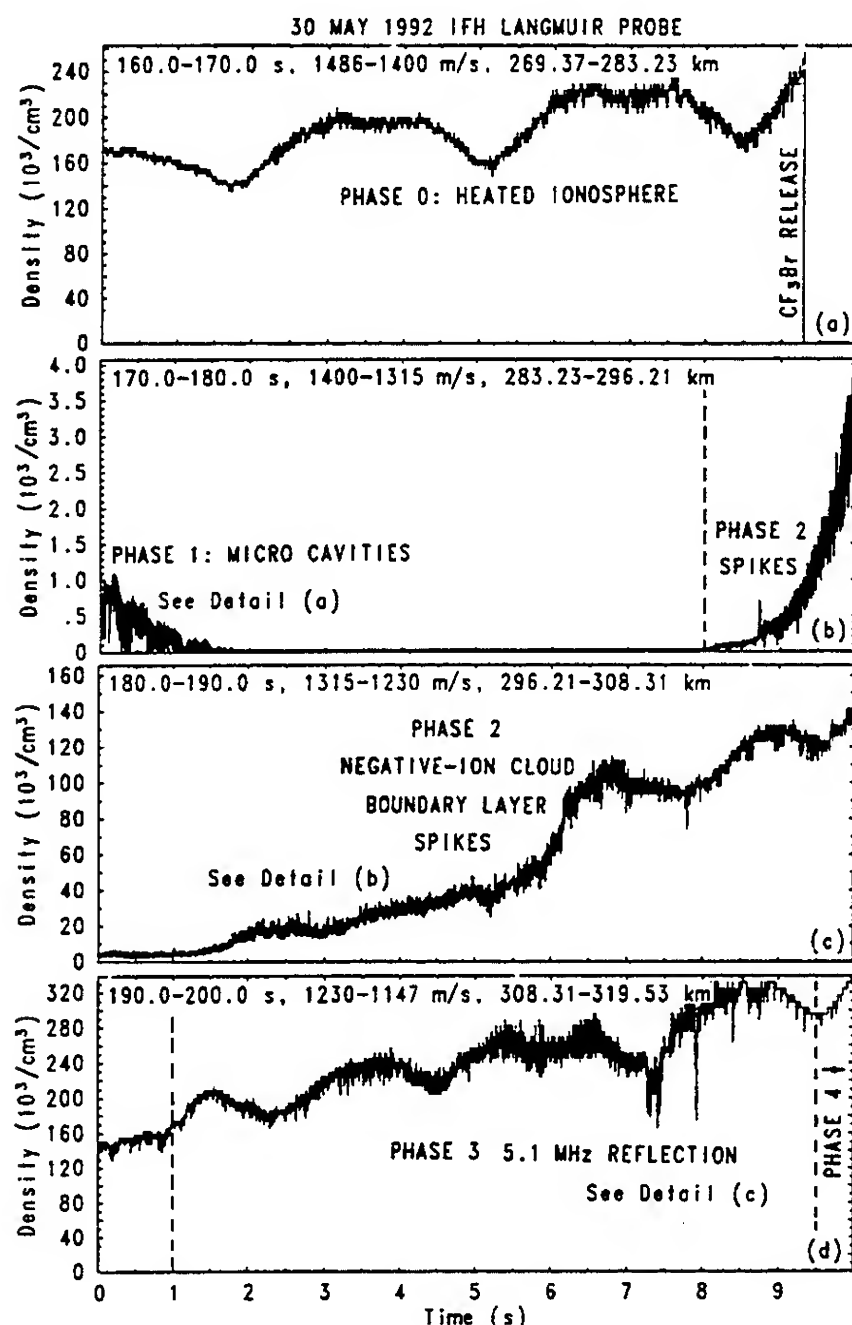 30 MAY 1992 IFH LANGMUIR PROBE
160.0-170.0 s, 1486-1400 m/s, 269.37-283.23 km
Density (10³/cm³)
240
200
160
120
80
40
0
PHASE 0: HEATED IONOSPHERE
CF₃Br RELEASE
(a)
170.0-180.0 s, 1400-1315 m/s, 283.23-296.21 km
Density (10³/cm³)
4.0
3.5
3.0
2.5
2.0
1.5
1.0
.5
0
PHASE 1: MICRO CAVITIES
See Detail (a)
PHASE 2
SPIKES
(b)
180.0-190.0 s, 1315-1230 m/s, 296.21-308.31 km
Density (10³/cm³)
160
140
120
100
80
60
40
20
0
PHASE 2
NEGATIVE-ION CLOUD
BOUNDARY LAYER
SPIKES
See Detail (b)
(c)
190.0-200.0 s, 1230-1147 m/s, 308.31-319.53 km
Density (10³/cm³)
320
280
240
200
160
120
80
40
0
PHASE 3 5.1 MHz REFLECTION
See Detail (c)
PHASE 4
(d)
0 1 2 3 4 5 6 7 8 9
Time (s)